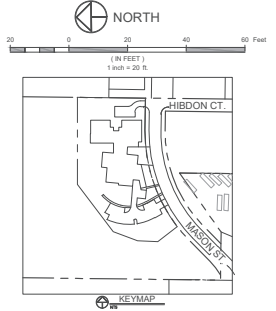 NORTH
20 0 20 40 60 Feet
( IN FEET )
1 inch = 20 ft.
HIBDON CT.
MASON ST.
KEYMAP